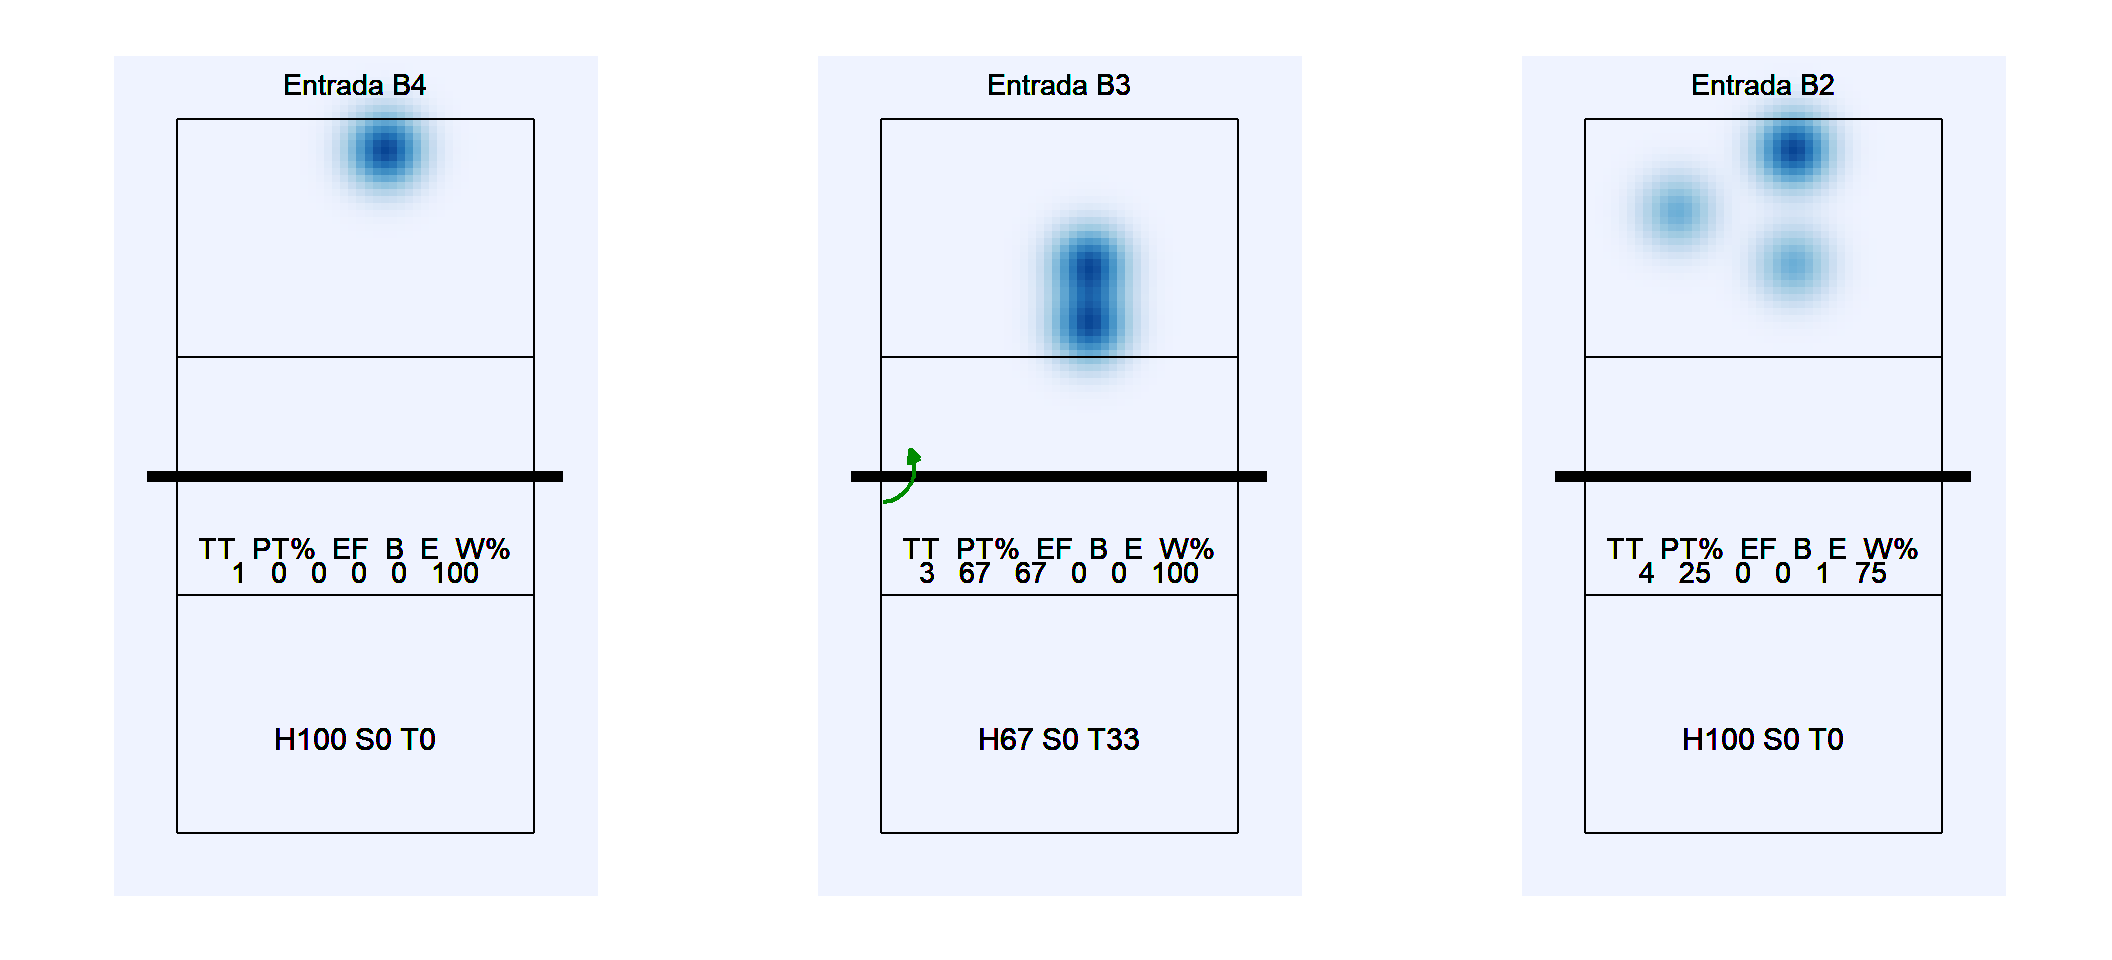 Entrada B4
TT PT% EF B E W%
1 0 0 0 0 100
H100 S0 T0
Entrada B3
TT PT% EF B E W%
3 67 67 0 0 100
H67 S0 T33
Entrada B2
TT PT% EF B E W%
4 25 0 0 1 75
H100 S0 T0